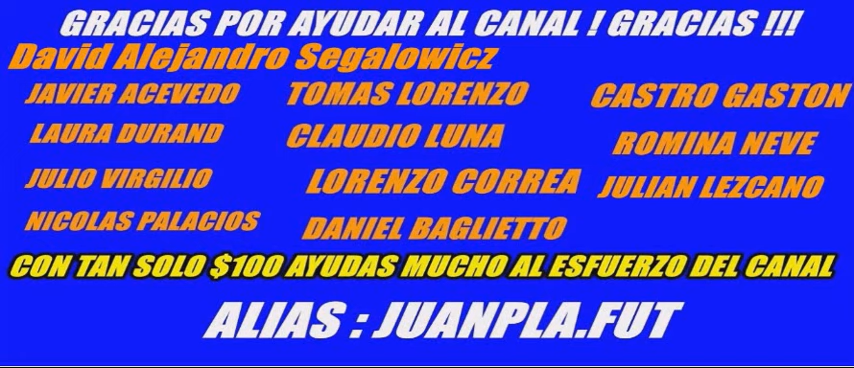 GRACIAS POR AYUDAR AL CANAL ! GRACIAS !!!
David Alejandro Segalowicz
JAVIER ACEVEDO TOMAS LORENZO CASTRO GASTON
LAURA DURAND CLAUDIO LUNA ROMINA NEVE
JULIO VIRGILIO LORENZO CORREA JULIAN LEZCANO
NICOLAS PALACIOS DANIEL BAGLIETTO
CON TAN SOLO $100 AYUDAS MUCHO AL ESFUERZO DEL CANAL
ALIAS : JUANPLA.FUT